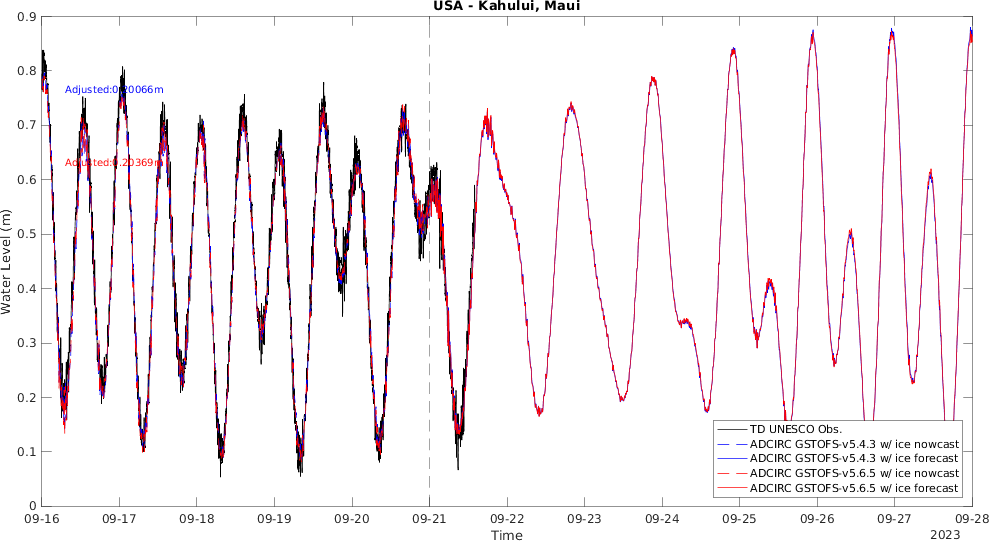 USA - Kahului, Maui
0.9
0.8
0.7
0.6
0.5
0.4
0.3
0.2
0.1
0
Water Level (m)
Adjusted:0.20066m
Adjusted:0.20369m
TD UNESCO Obs.
ADCIRC GSTOFS-v5.4.3 w/ ice nowcast
ADCIRC GSTOFS-v5.4.3 w/ ice forecast
ADCIRC GSTOFS-v5.6.5 w/ ice nowcast
ADCIRC GSTOFS-v5.6.5 w/ ice forecast
09-16 09-17 09-18 09-19 09-20 09-21 09-22 09-23 09-24 09-25 09-26 09-27 09-28
Time
2023